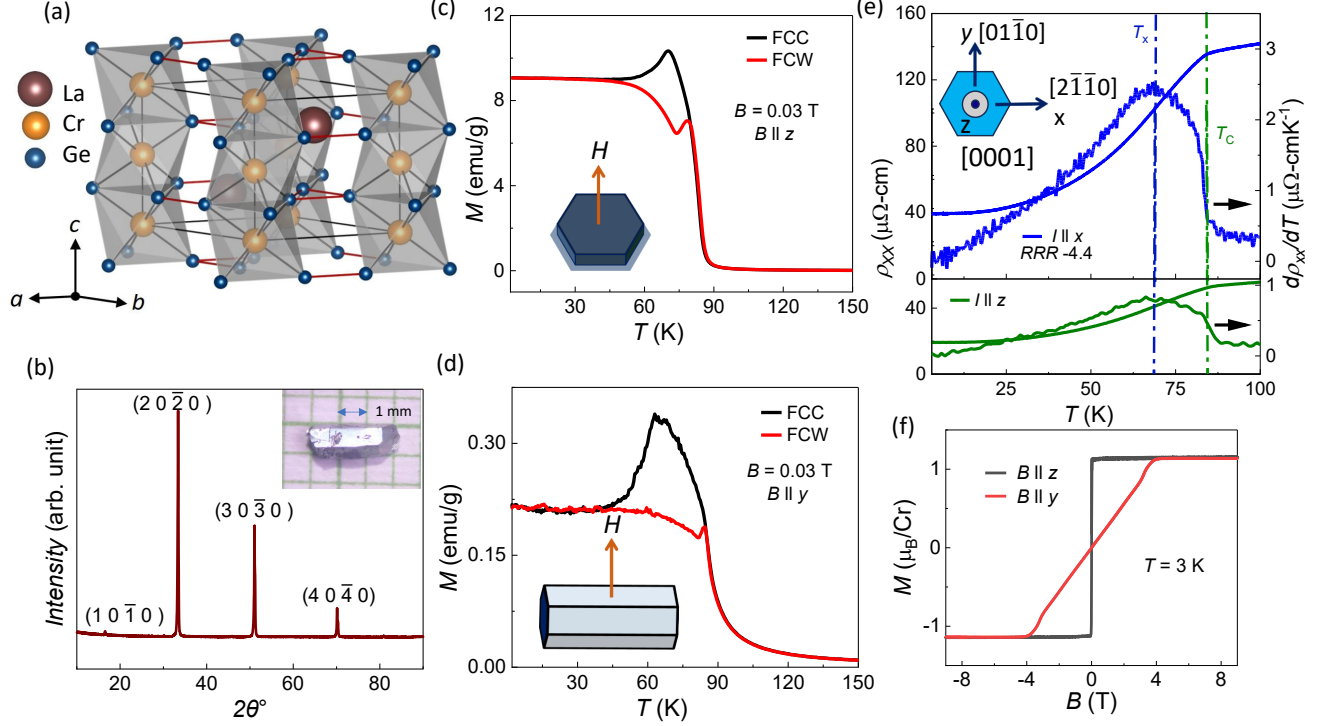 (a)
La
Cr
Ge
c
a
b
(b)
Intensity (arb. unit)
(1 0 1̅ 0)
(2 0 2̅ 0)
(3 0 3̅ 0)
(4 0 4̅ 0)
1 mm
20 40 60 80
2θ°
(c)
M (emu/g)
12
9
6
3
0
FCC
FCW
B = 0.03 T
B ǁ z
H
30 60 90 120 150
T (K)
(d)
M (emu/g)
0.30
0.15
0.00
FCC
FCW
B = 0.03 T
B ǁ y
H
30 60 90 120 150
T (K)
(e)
160
120
80
40
0
ρXX (μΩ-cm)
y [011̅0]
[21̅1̅0]
x
z
[0001]
Tx
TC
I ǁ x
RRR -4.4
3
2
1
0
dρxx/dT (μΩ-cmK-1)
I ǁ z
40
0
1
0
25 50 75 100
T (K)
(f)
M (μB/Cr)
1
0
-1
B ǁ z
B ǁ y
T = 3 K
-8 -4 0 4 8
B (T)